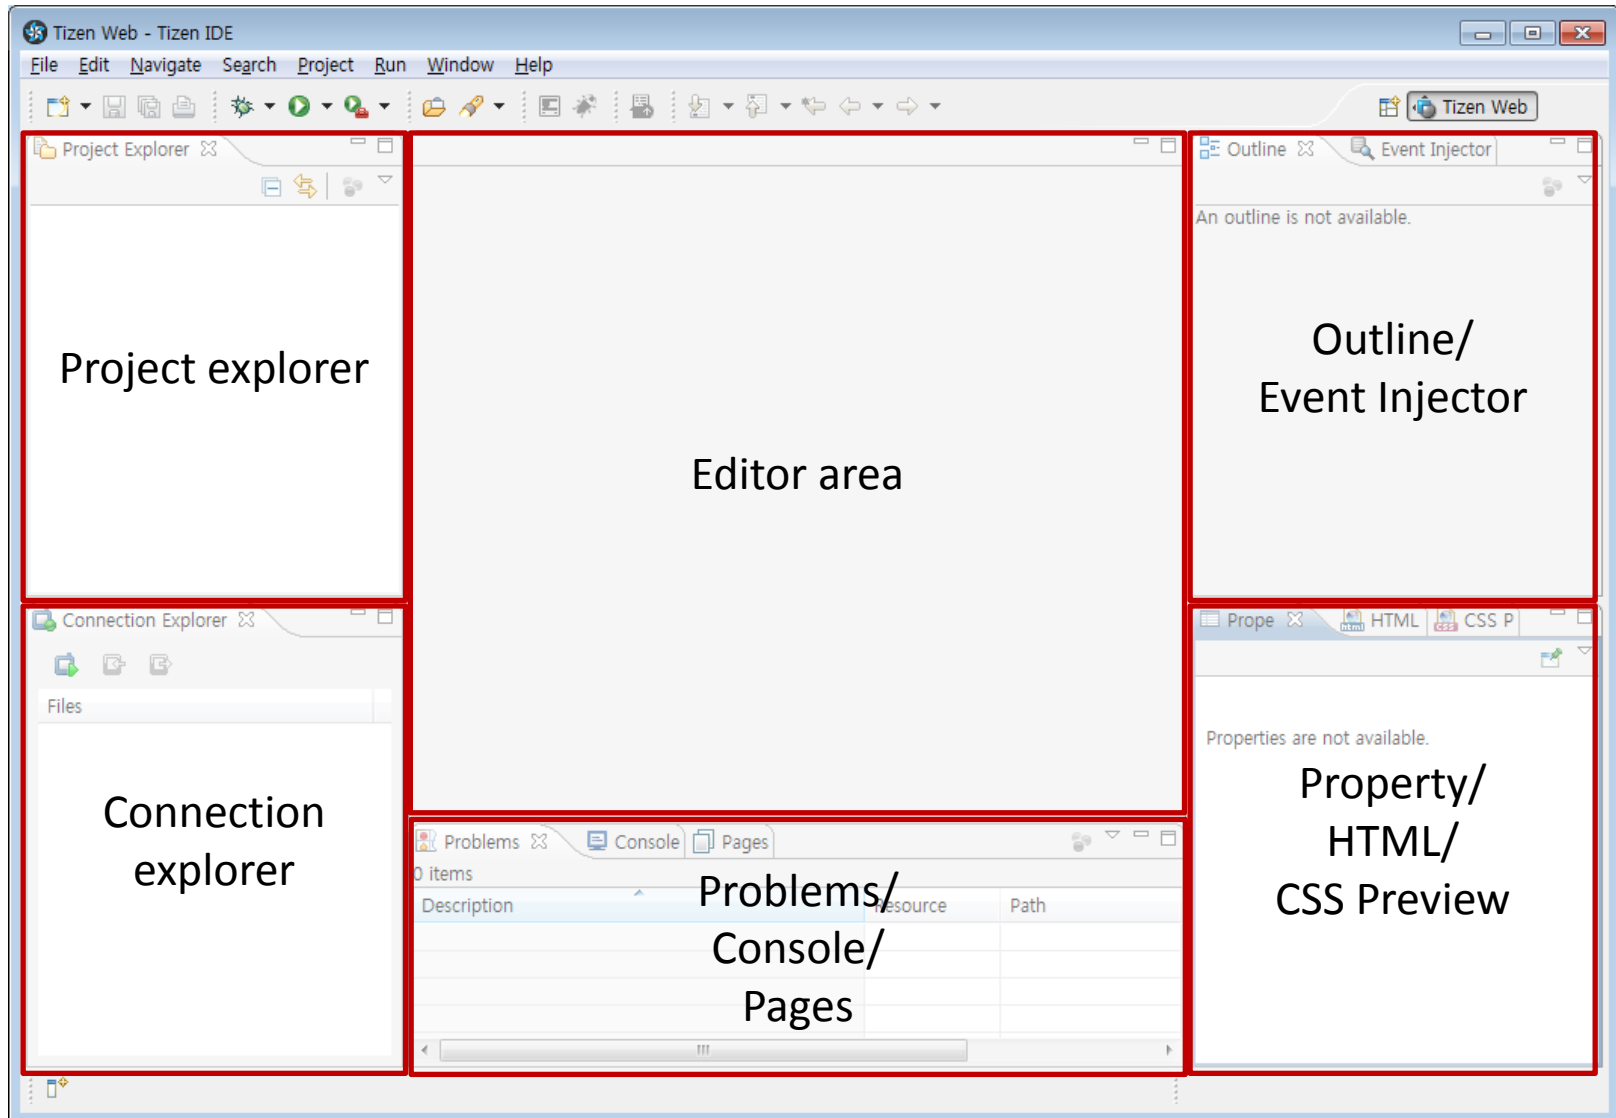 Tizen Web - Tizen IDE
File Edit Navigate Search Project Run Window Help
Tizen Web
Project Explorer
Outline Event Injector
An outline is not available.
Project explorer
Editor area
Outline/
Event Injector
Connection Explorer
Files
Connection
explorer
Problems Console Pages
0 items
Description Resource Path
Problems/
Console/
Pages
Prope HTML CSS P
Properties are not available.
Property/
HTML/
CSS Preview